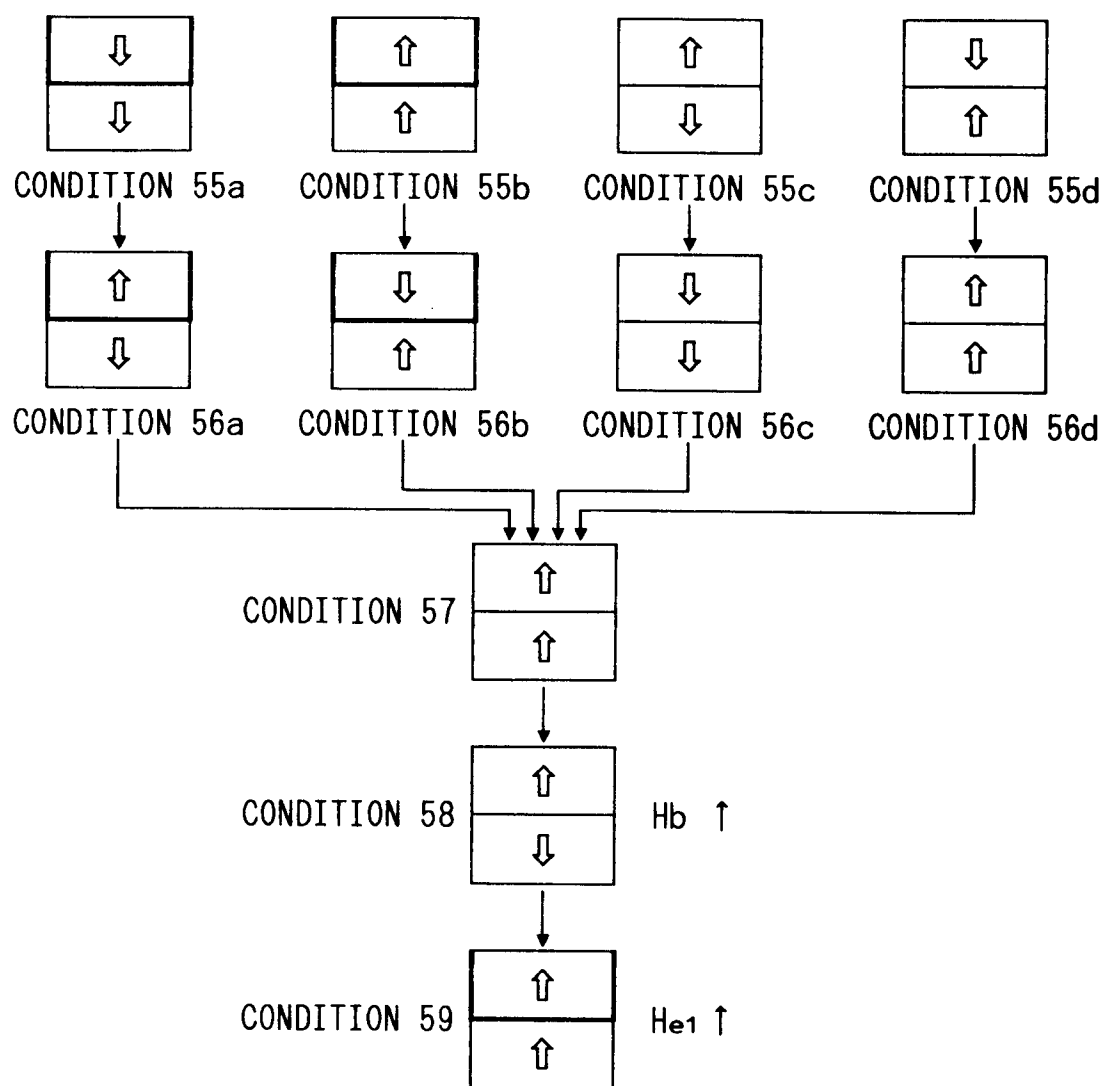 CONDITION 55a CONDITION 55b CONDITION 55c CONDITION 55d
CONDITION 56a CONDITION 56b CONDITION 56c CONDITION 56d
CONDITION 57
CONDITION 58 Hb ↑
CONDITION 59 He1 ↑